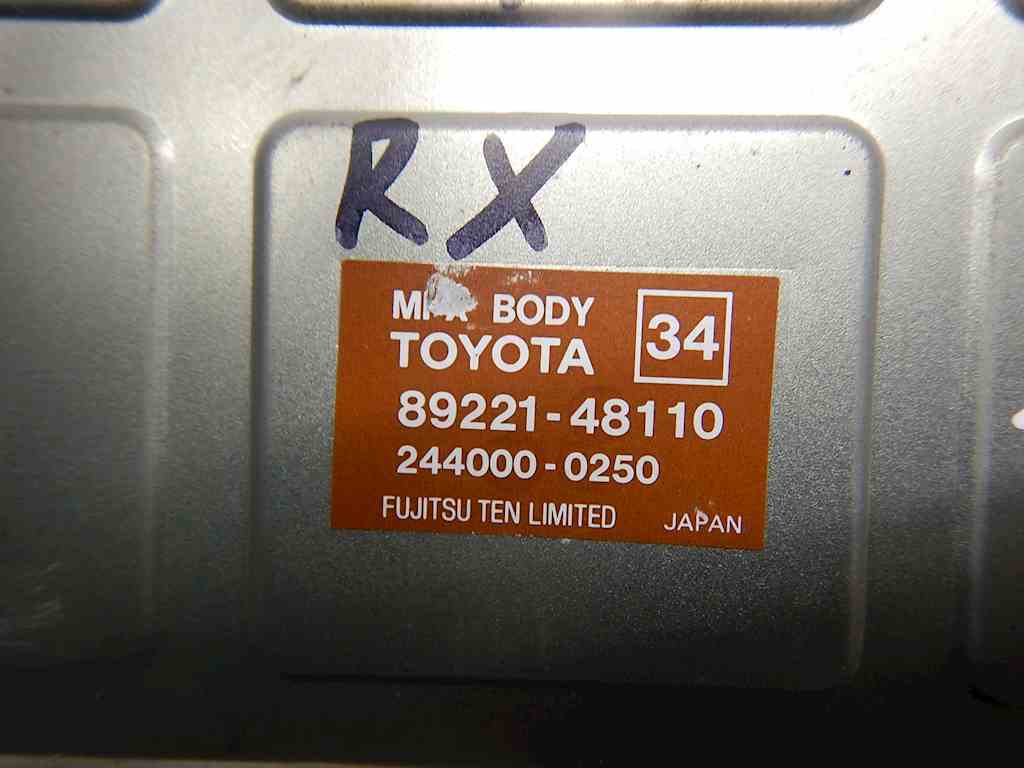 RX
BODY
34
TOYOTA
89221-48110
244000-0250
FUJITSU TEN LIMITED
JAPAN